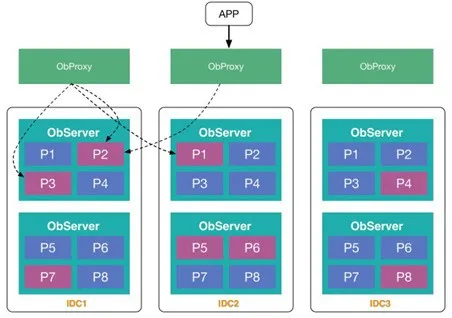 APP
ObProxy
ObProxy
ObProxy
ObServer
P1 P2
P3 P4
ObServer
P5 P6
P7 P8
IDC1
ObServer
P1 P2
P3 P4
ObServer
P5 P6
P7 P8
IDC2
ObServer
P1 P2
P3 P4
ObServer
P5 P6
P7 P8
IDC3